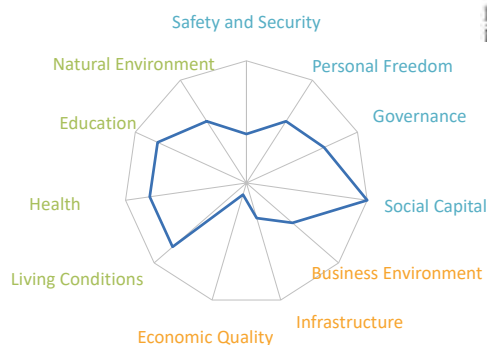 Safety and Security
Natural Environment
Personal Freedom
Education
Governance
Health
Social Capital
Living Conditions
Business Environment
Economic Quality
Infrastructure